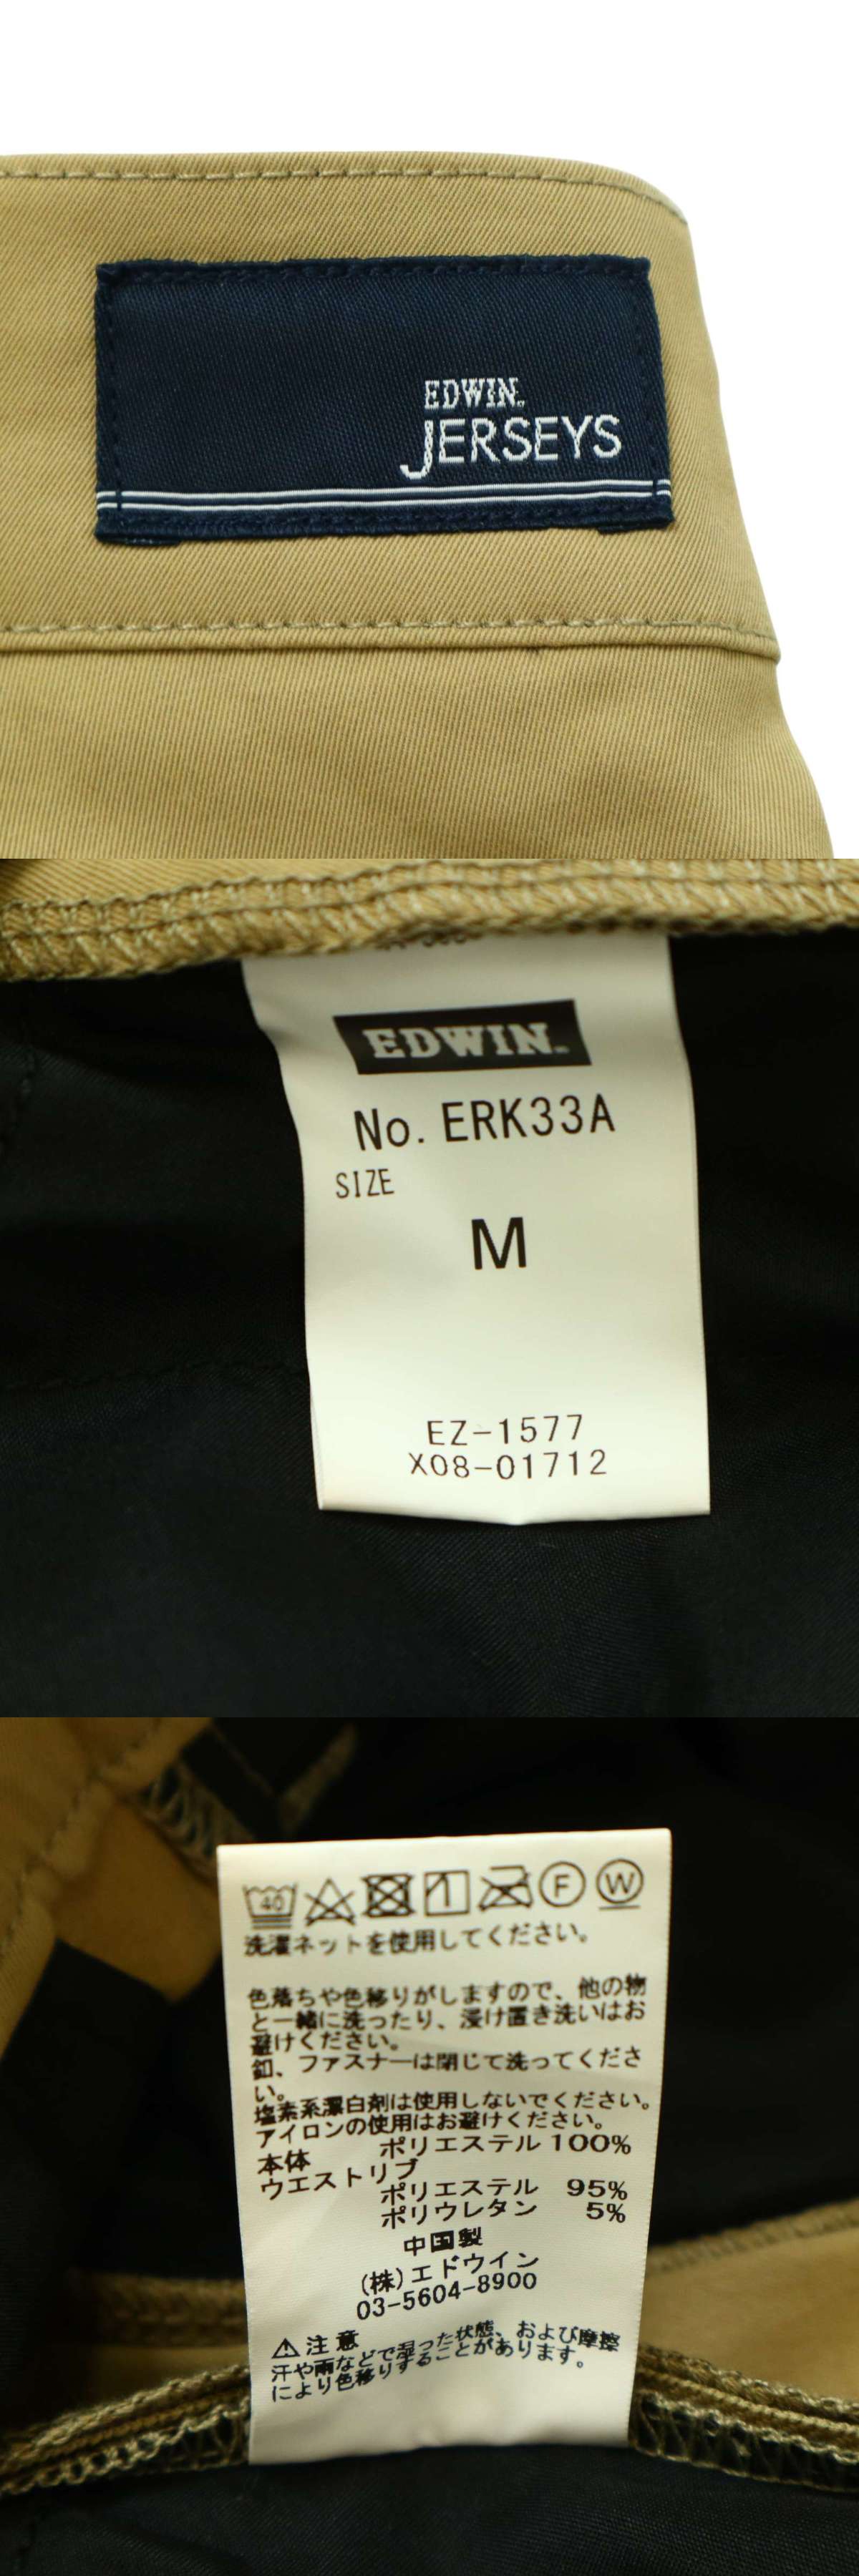 EDWIN.
JERSEYS
EDWIN.
No. ERK33A
SIZE
M
EZ-1577
X08-01712
40 F W
洗濯ネットを使用してください。
色落ちや色移りがしますので、他の物
と一緒に洗ったり、浸け置き洗いはお
避けください。
釦、ファスナーは閉じて洗ってくださ
い。
塩素系漂白剤は使用しないでください。
アイロンの使用はお避けください。
本体 ポリエステル 100%
ウエストリブ
ポリエステル 95%
ポリウレタン 5%
中国製
(株)エドウイン
03-5604-8900
⚠注意
汗や雨などで湿った状態、および摩擦
により色移りすることがあります。